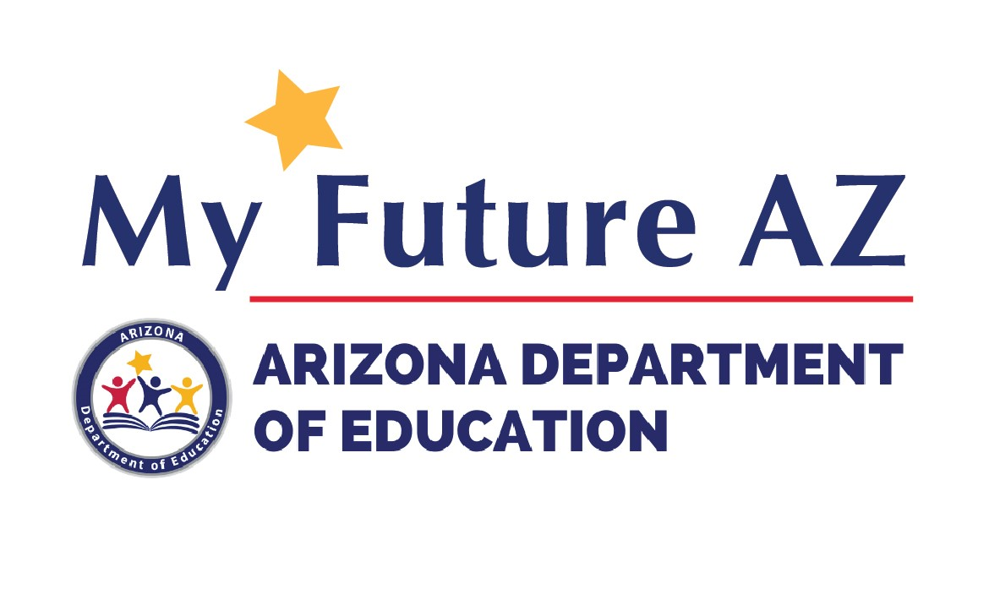 My Future AZ
ARIZONA
Department of Education
ARIZONA DEPARTMENT
OF EDUCATION